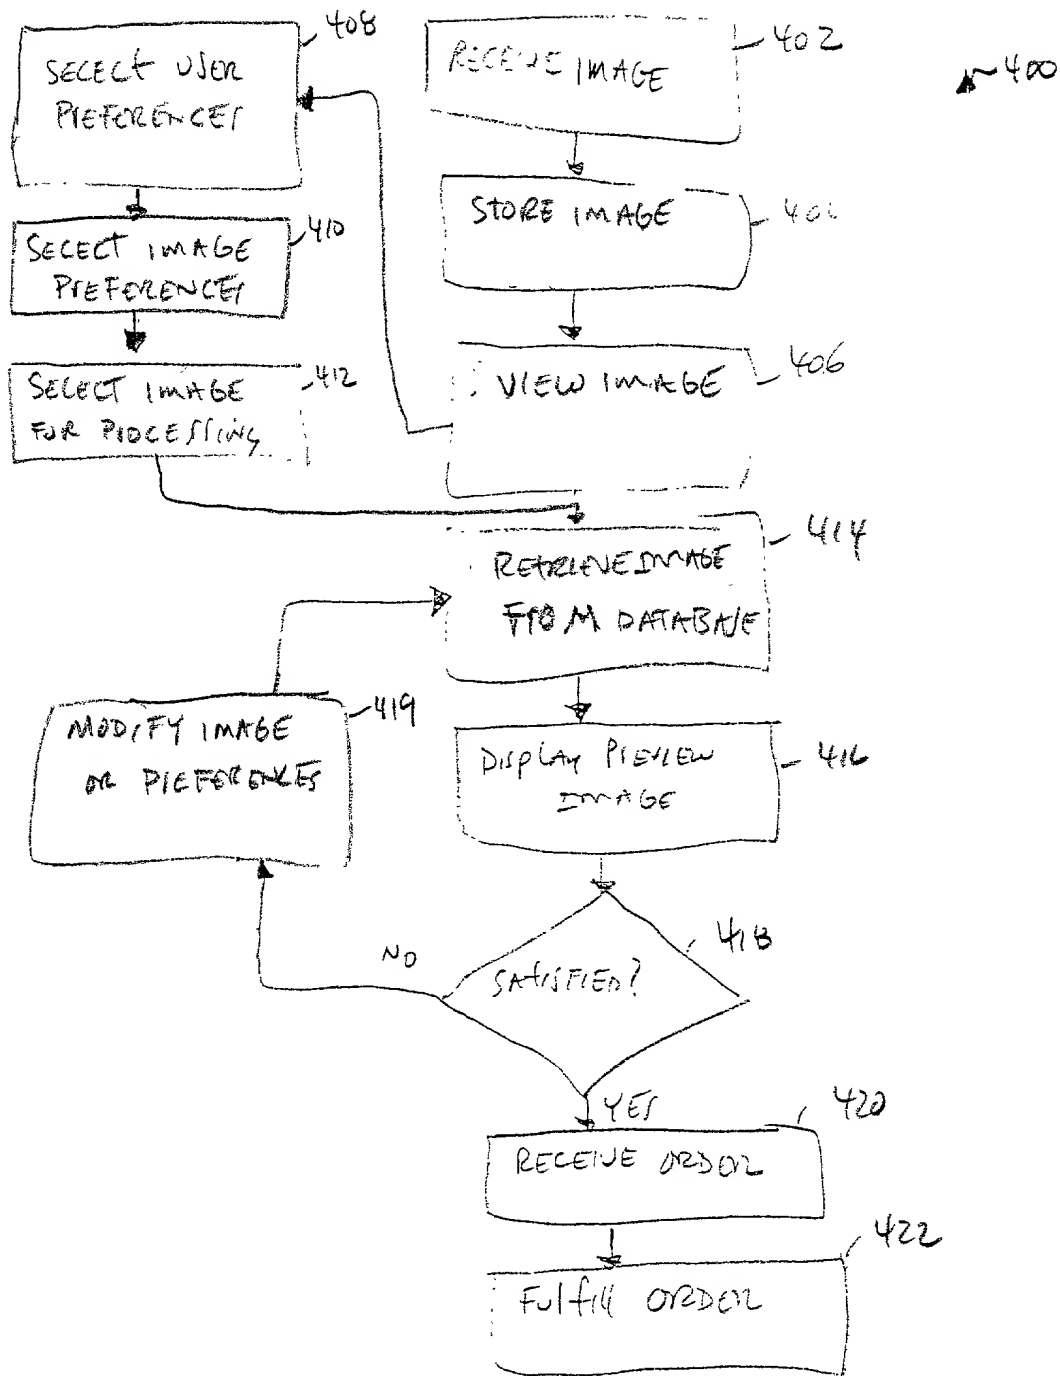 408
SELECT USER
PREFERENCES
402
RECEIVE IMAGE
400
STORE IMAGE
410
SELECT IMAGE
PREFERENCES
VIEW IMAGE
406
412
SELECT IMAGE
FOR PROCESSING
414
RETRIEVE IMAGE
FROM DATABASE
419
MODIFY IMAGE
OR PREFERENCES
416
DISPLAY PREVIEW
IMAGE
418
SATISFIED?
NO
YES
420
RECEIVE ORDER
422
Fulfill ORDER